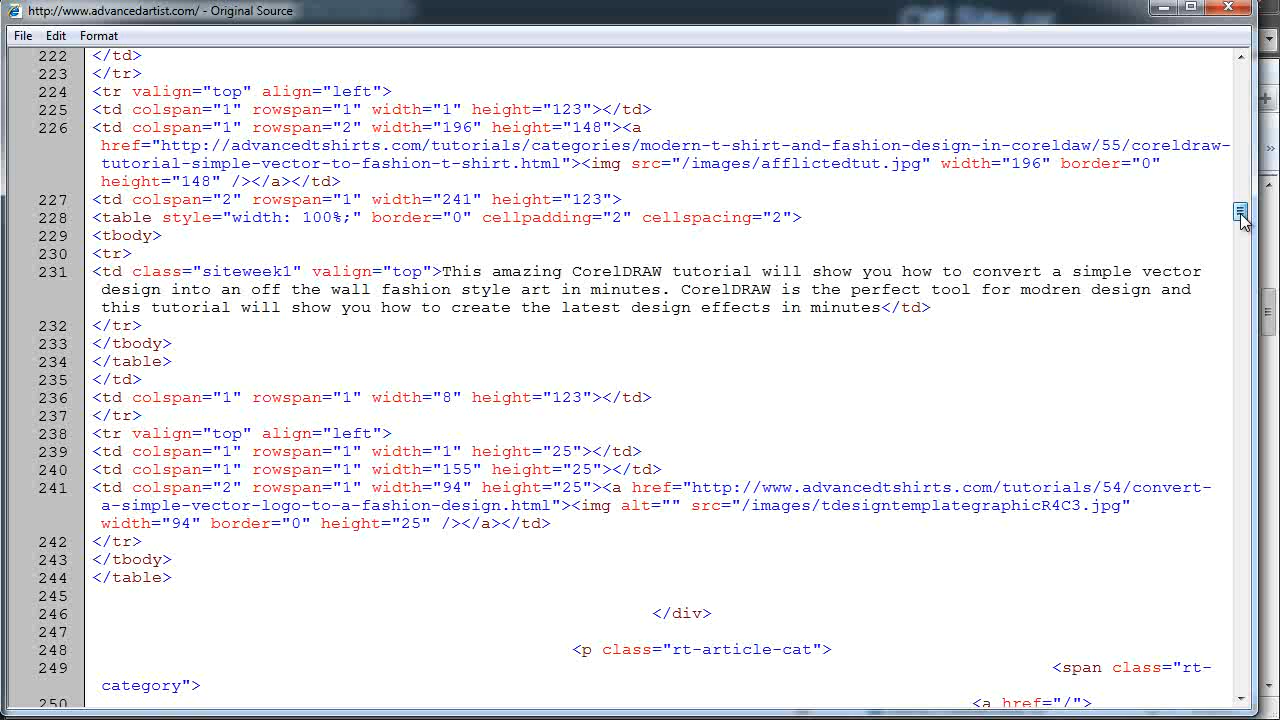 http://www.advancedartist.com/ - Original Source
File Edit Format
222 </td>
223 </tr>
224 <tr valign="top" align="left">
225 <td colspan="1" rowspan="1" width="1" height="123"></td>
226 <td colspan="1" rowspan="2" width="196" height="148"><a
href="http://advancedtshirts.com/tutorials/categories/modern-t-shirt-and-fashion-design-in-coreldaw/55/coreldraw-
tutorial-simple-vector-to-fashion-t-shirt.html"><img src="/images/afflictedtut.jpg" width="196" border="0"
height="148" /></a></td>
227 <td colspan="2" rowspan="1" width="241" height="123">
228 <table style="width: 100%;" border="0" cellpadding="2" cellspacing="2">
229 <tbody>
230 <tr>
231 <td class="siteweek1" valign="top">This amazing CorelDRAW tutorial will show you how to convert a simple vector
design into an off the wall fashion style art in minutes. CorelDRAW is the perfect tool for modren design and
this tutorial will show you how to create the latest design effects in minutes</td>
232 </tr>
233 </tbody>
234 </table>
235 </td>
236 <td colspan="1" rowspan="1" width="8" height="123"></td>
237 </tr>
238 <tr valign="top" align="left">
239 <td colspan="1" rowspan="1" width="1" height="25"></td>
240 <td colspan="1" rowspan="1" width="155" height="25"></td>
241 <td colspan="2" rowspan="1" width="94" height="25"><a href="http://www.advancedtshirts.com/tutorials/54/convert-
a-simple-vector-logo-to-a-fashion-design.html"><img alt="" src="/images/tdesigntemplategraphicR4C3.jpg"
width="94" border="0" height="25" /></a></td>
242 </tr>
243 </tbody>
244 </table>
245
246 </div>
247
248 <p class="rt-article-cat">
249 <span class="rt-
category">
250 <a href="/">